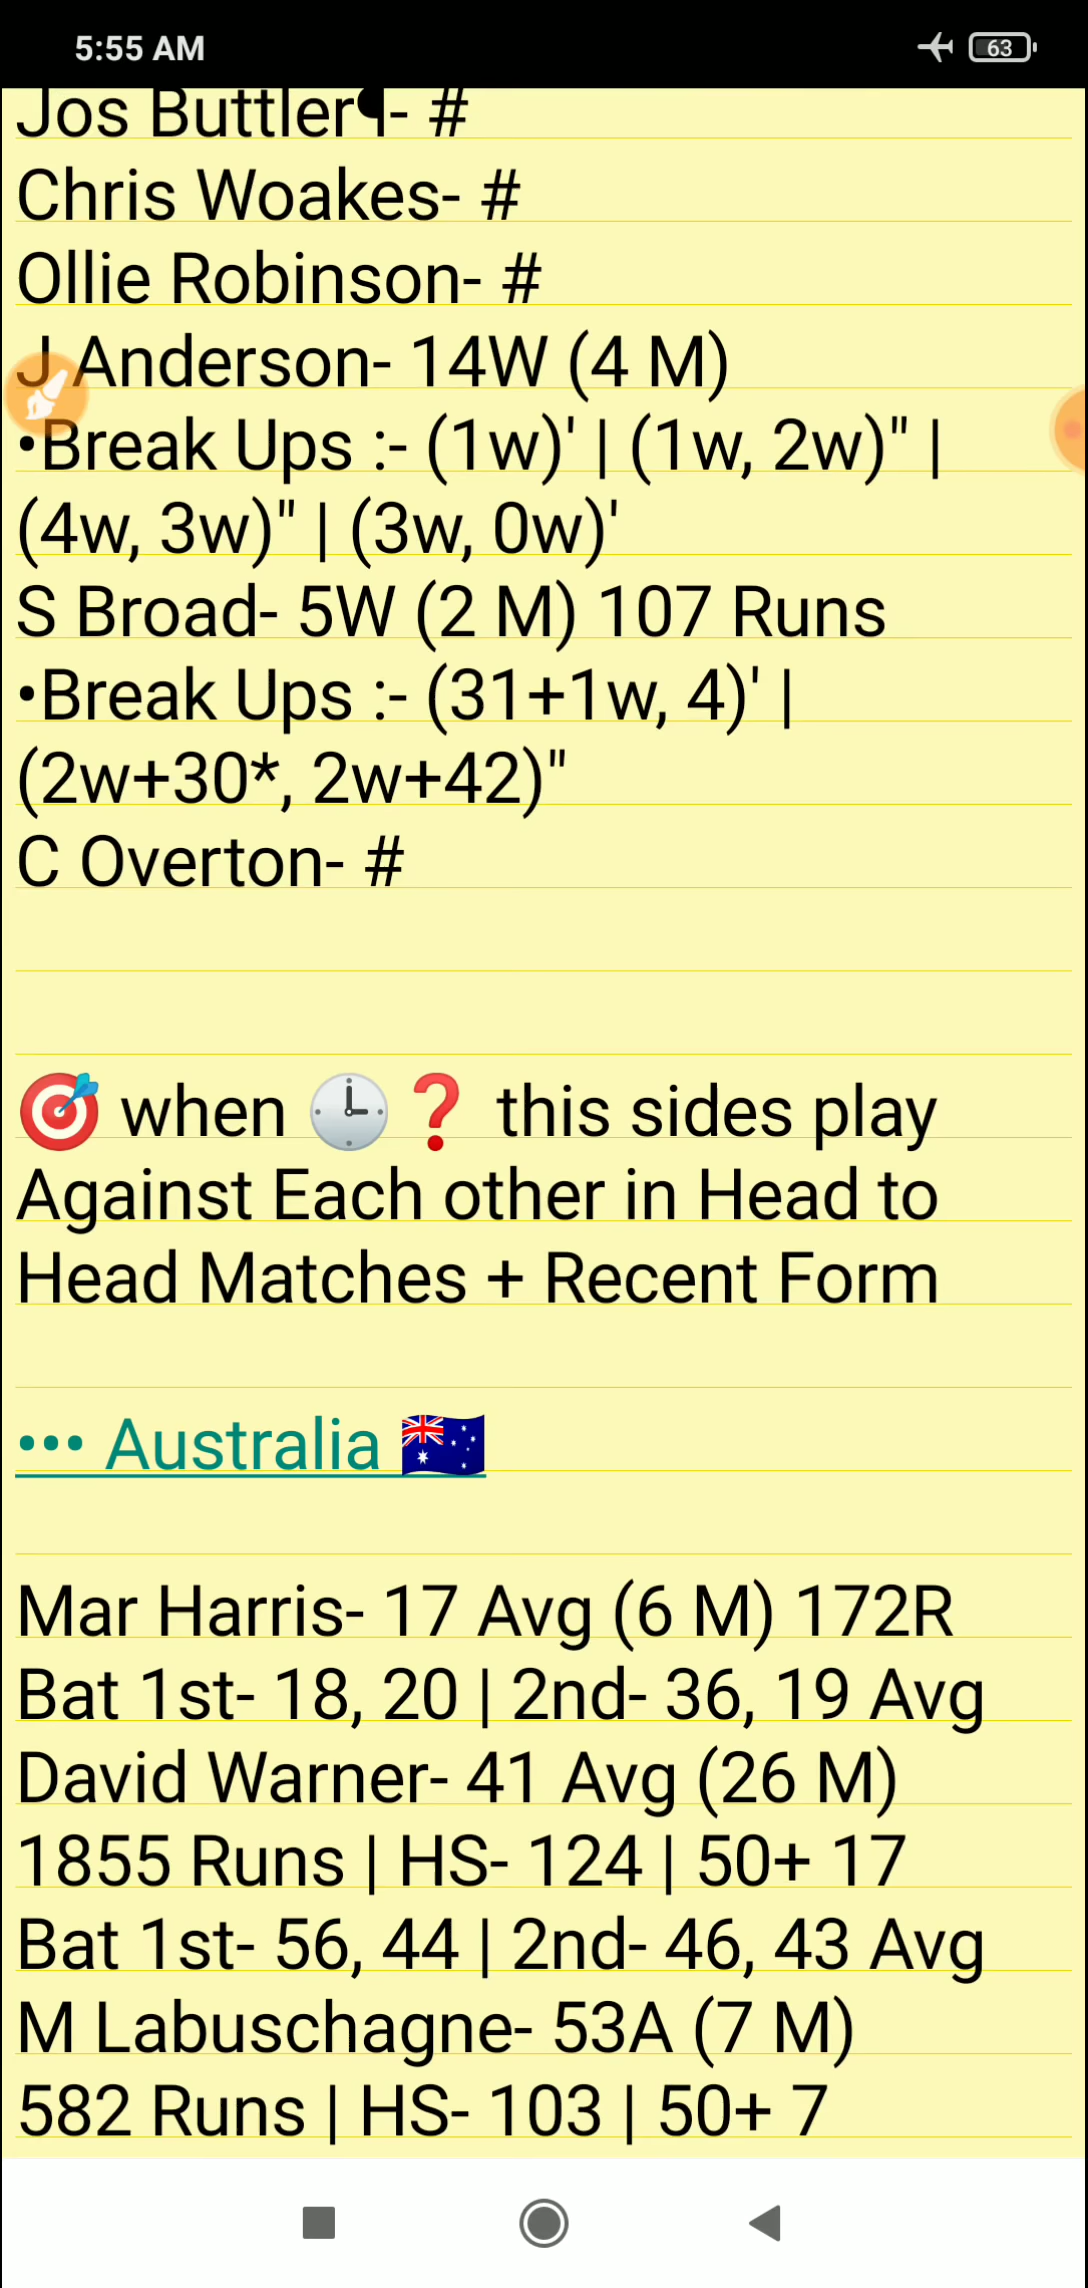 5:55 AM
63
Jos Buttler¶- #
Chris Woakes- #
Ollie Robinson- #
J Anderson- 14W (4 M)
•Break Ups :- (1w)' | (1w, 2w)" |
(4w, 3w)" | (3w, 0w)'
S Broad- 5W (2 M) 107 Runs
•Break Ups :- (31+1w, 4)' |
(2w+30*, 2w+42)"
C Overton- #
🎯 when 🕒❓ this sides play
Against Each other in Head to
Head Matches + Recent Form
••• Australia 🇦🇺
Mar Harris- 17 Avg (6 M) 172R
Bat 1st- 18, 20 | 2nd- 36, 19 Avg
David Warner- 41 Avg (26 M)
1855 Runs | HS- 124 | 50+ 17
Bat 1st- 56, 44 | 2nd- 46, 43 Avg
M Labuschagne- 53A (7 M)
582 Runs | HS- 103 | 50+ 7